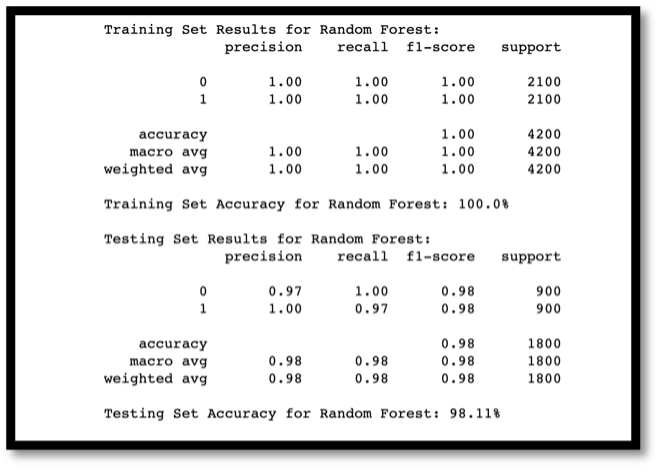 Training Set Results for Random Forest:
precision recall f1-score support
0 1.00 1.00 1.00 2100
1 1.00 1.00 1.00 2100
accuracy 1.00 4200
macro avg 1.00 1.00 1.00 4200
weighted avg 1.00 1.00 1.00 4200
Training Set Accuracy for Random Forest: 100.0%
Testing Set Results for Random Forest:
precision recall f1-score support
0 0.97 1.00 0.98 900
1 1.00 0.97 0.98 900
accuracy 0.98 1800
macro avg 0.98 0.98 0.98 1800
weighted avg 0.98 0.98 0.98 1800
Testing Set Accuracy for Random Forest: 98.11%